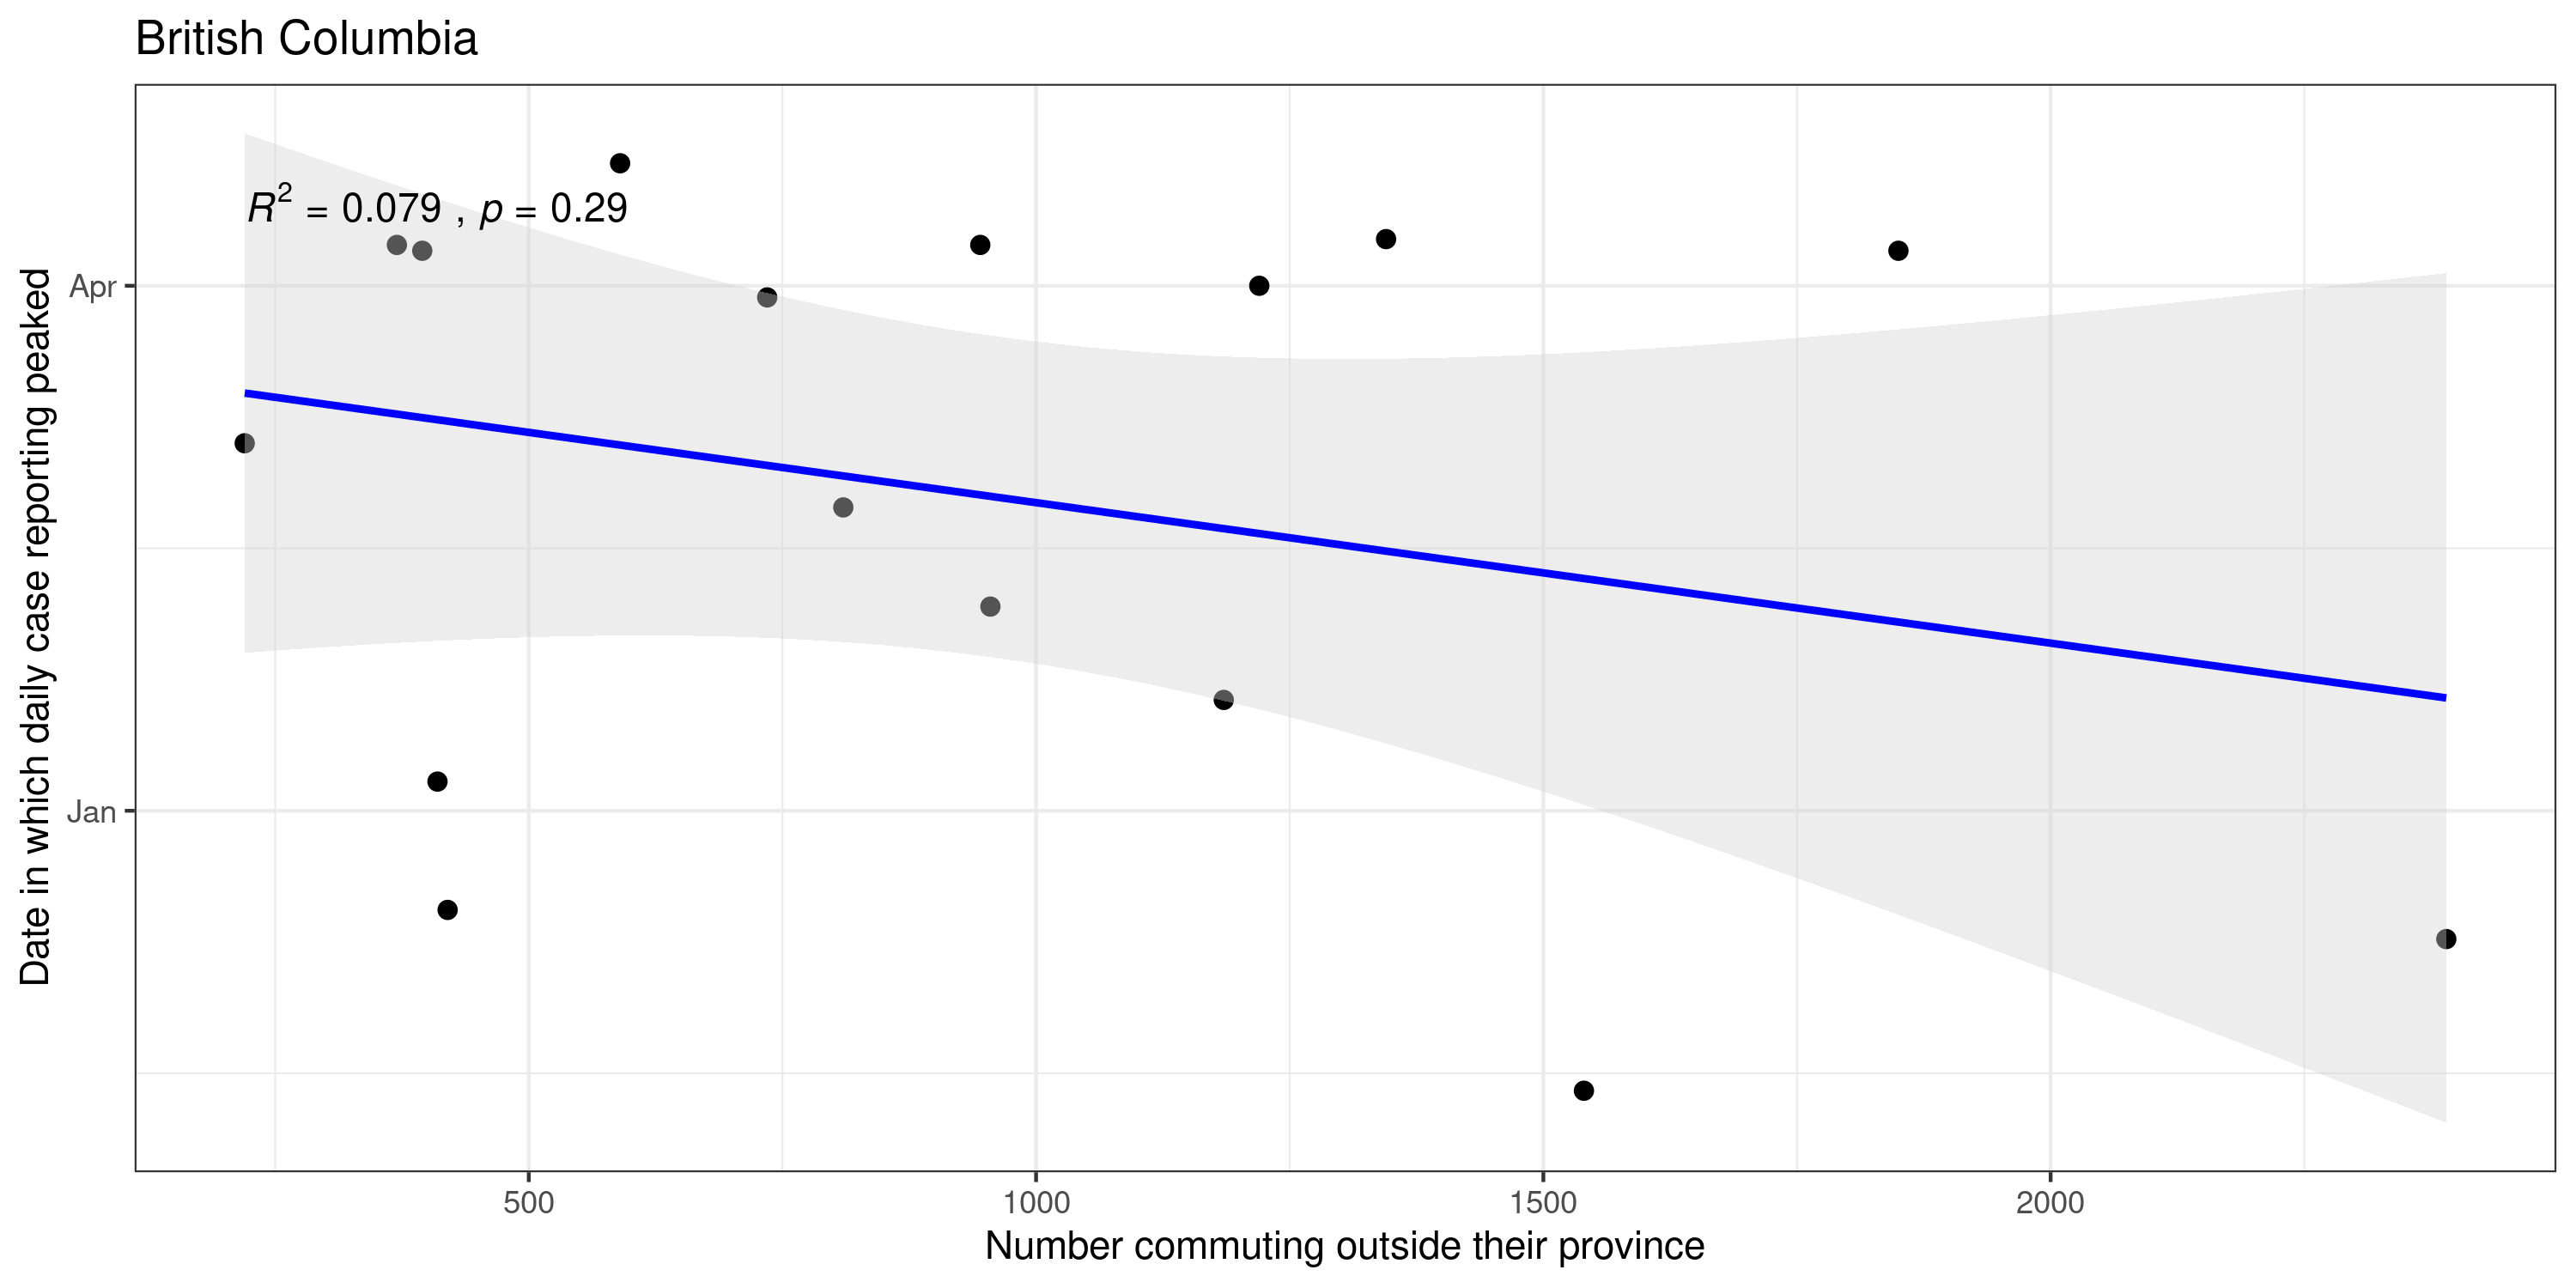 British Columbia
R² = 0.079 , p = 0.29
Date in which daily case reporting peaked
Apr
Jan
500 1000 1500 2000
Number commuting outside their province